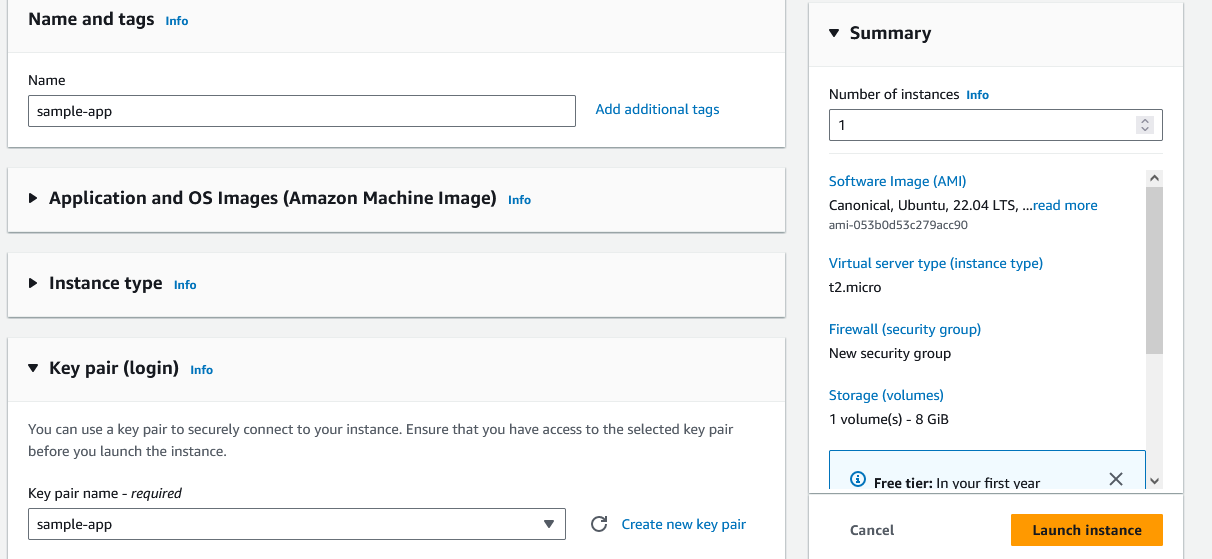 Name and tags Info
Name
sample-app
Add additional tags
Application and OS Images (Amazon Machine Image) Info
Instance type Info
Key pair (login) Info
You can use a key pair to securely connect to your instance. Ensure that you have access to the selected key pair
before you launch the instance.
Key pair name - required
sample-app
Create new key pair
Summary
Number of instances Info
1
Software Image (AMI)
Canonical, Ubuntu, 22.04 LTS, ...read more
ami-053b0d53c279acc90
Virtual server type (instance type)
t2.micro
Firewall (security group)
New security group
Storage (volumes)
1 volume(s) - 8 GiB
Free tier: In your first year
Cancel
Launch instance